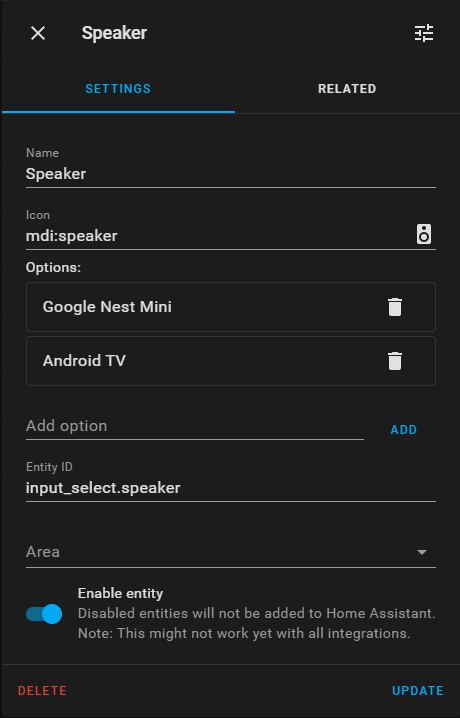 Speaker
SETTINGS
RELATED
Name
Speaker
Icon
mdi:speaker
Options:
Google Nest Mini
Android TV
Add option
ADD
Entity ID
input_select.speaker
Area
Enable entity
Disabled entities will not be added to Home Assistant.
Note: This might not work yet with all integrations.
DELETE
UPDATE